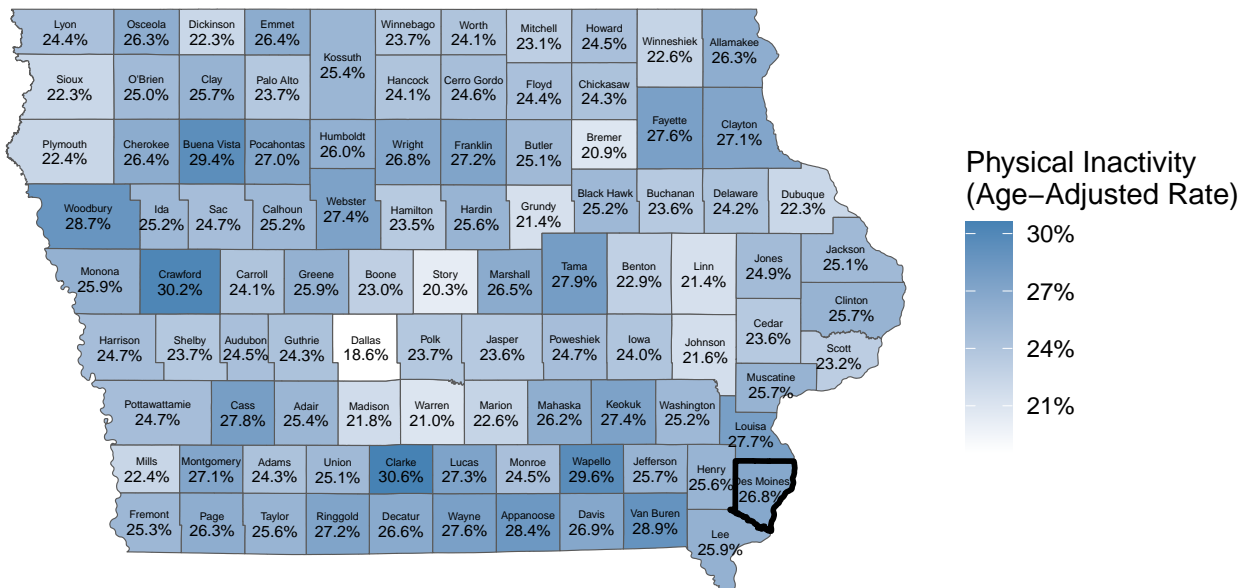 Lyon
24.4%
Osceola
26.3%
Dickinson
22.3%
Emmet
26.4%
Kossuth
25.4%
Winnebago
23.7%
Worth
24.1%
Mitchell
23.1%
Howard
24.5%
Winneshiek
22.6%
Allamakee
26.3%
Sioux
22.3%
O'Brien
25.0%
Clay
25.7%
Palo Alto
23.7%
Hancock
24.1%
Cerro Gordo
24.6%
Floyd
24.4%
Chickasaw
24.3%
Plymouth
22.4%
Cherokee
26.4%
Buena Vista
29.4%
Pocahontas
27.0%
Humboldt
26.0%
Wright
26.8%
Franklin
27.2%
Butler
25.1%
Bremer
20.9%
Fayette
27.6%
Clayton
27.1%
Woodbury
28.7%
Ida
25.2%
Sac
24.7%
Calhoun
25.2%
Webster
27.4%
Hamilton
23.5%
Hardin
25.6%
Grundy
21.4%
Black Hawk
25.2%
Buchanan
23.6%
Delaware
24.2%
Dubuque
22.3%
Monona
25.9%
Crawford
30.2%
Carroll
24.1%
Greene
25.9%
Boone
23.0%
Story
20.3%
Marshall
26.5%
Tama
27.9%
Benton
22.9%
Linn
21.4%
Jones
24.9%
Jackson
25.1%
Clinton
25.7%
Harrison
24.7%
Shelby
23.7%
Audubon
24.5%
Guthrie
24.3%
Dallas
18.6%
Polk
23.7%
Jasper
23.6%
Poweshiek
24.7%
Iowa
24.0%
Johnson
21.6%
Cedar
23.6%
Scott
23.2%
Muscatine
25.7%
Pottawattamie
24.7%
Cass
27.8%
Adair
25.4%
Madison
21.8%
Warren
21.0%
Marion
22.6%
Mahaska
26.2%
Keokuk
27.4%
Washington
25.2%
Louisa
27.7%
Mills
22.4%
Montgomery
27.1%
Adams
24.3%
Union
25.1%
Clarke
30.6%
Lucas
27.3%
Monroe
24.5%
Wapello
29.6%
Jefferson
25.7%
Henry
25.6%
Des Moines
26.8%
Fremont
25.3%
Page
26.3%
Taylor
25.6%
Ringgold
27.2%
Decatur
26.6%
Wayne
27.6%
Appanoose
28.4%
Davis
26.9%
Van Buren
28.9%
Lee
25.9%
Physical Inactivity
(Age−Adjusted Rate)
30%
27%
24%
21%